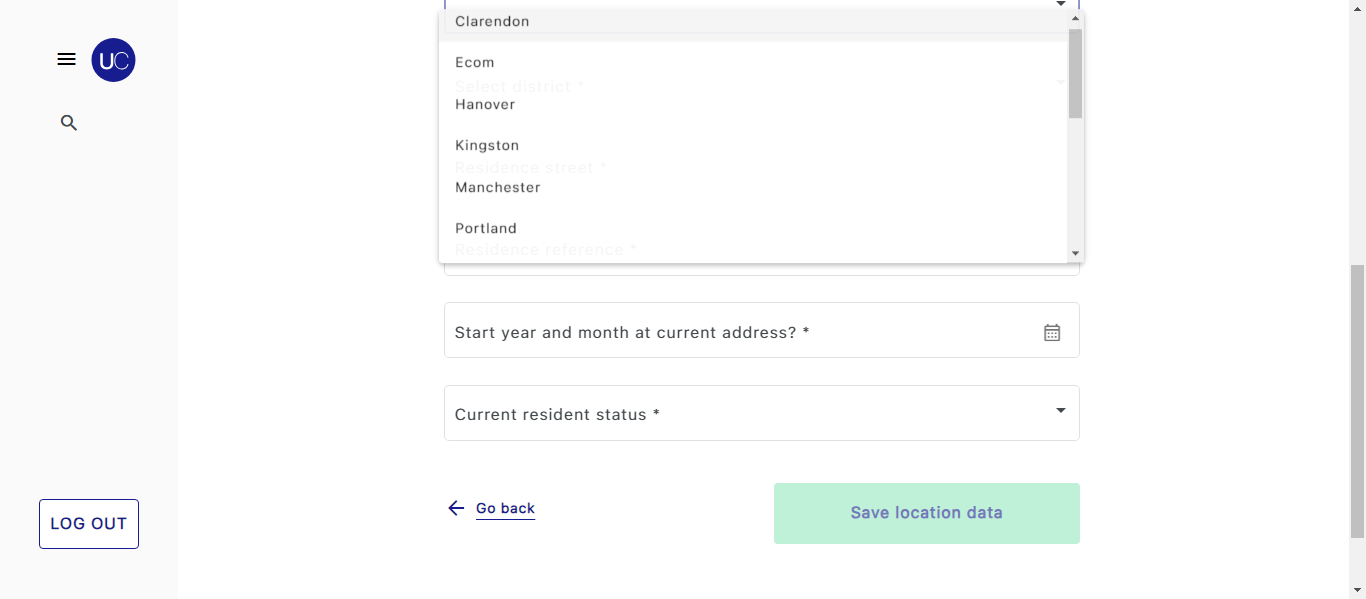 UC
Clarendon
Ecom
Select district *
Hanover
Kingston
Residence street *
Manchester
Portland
Residence reference *
Start year and month at current address? *
Current resident status *
Go back
Save location data
LOG OUT